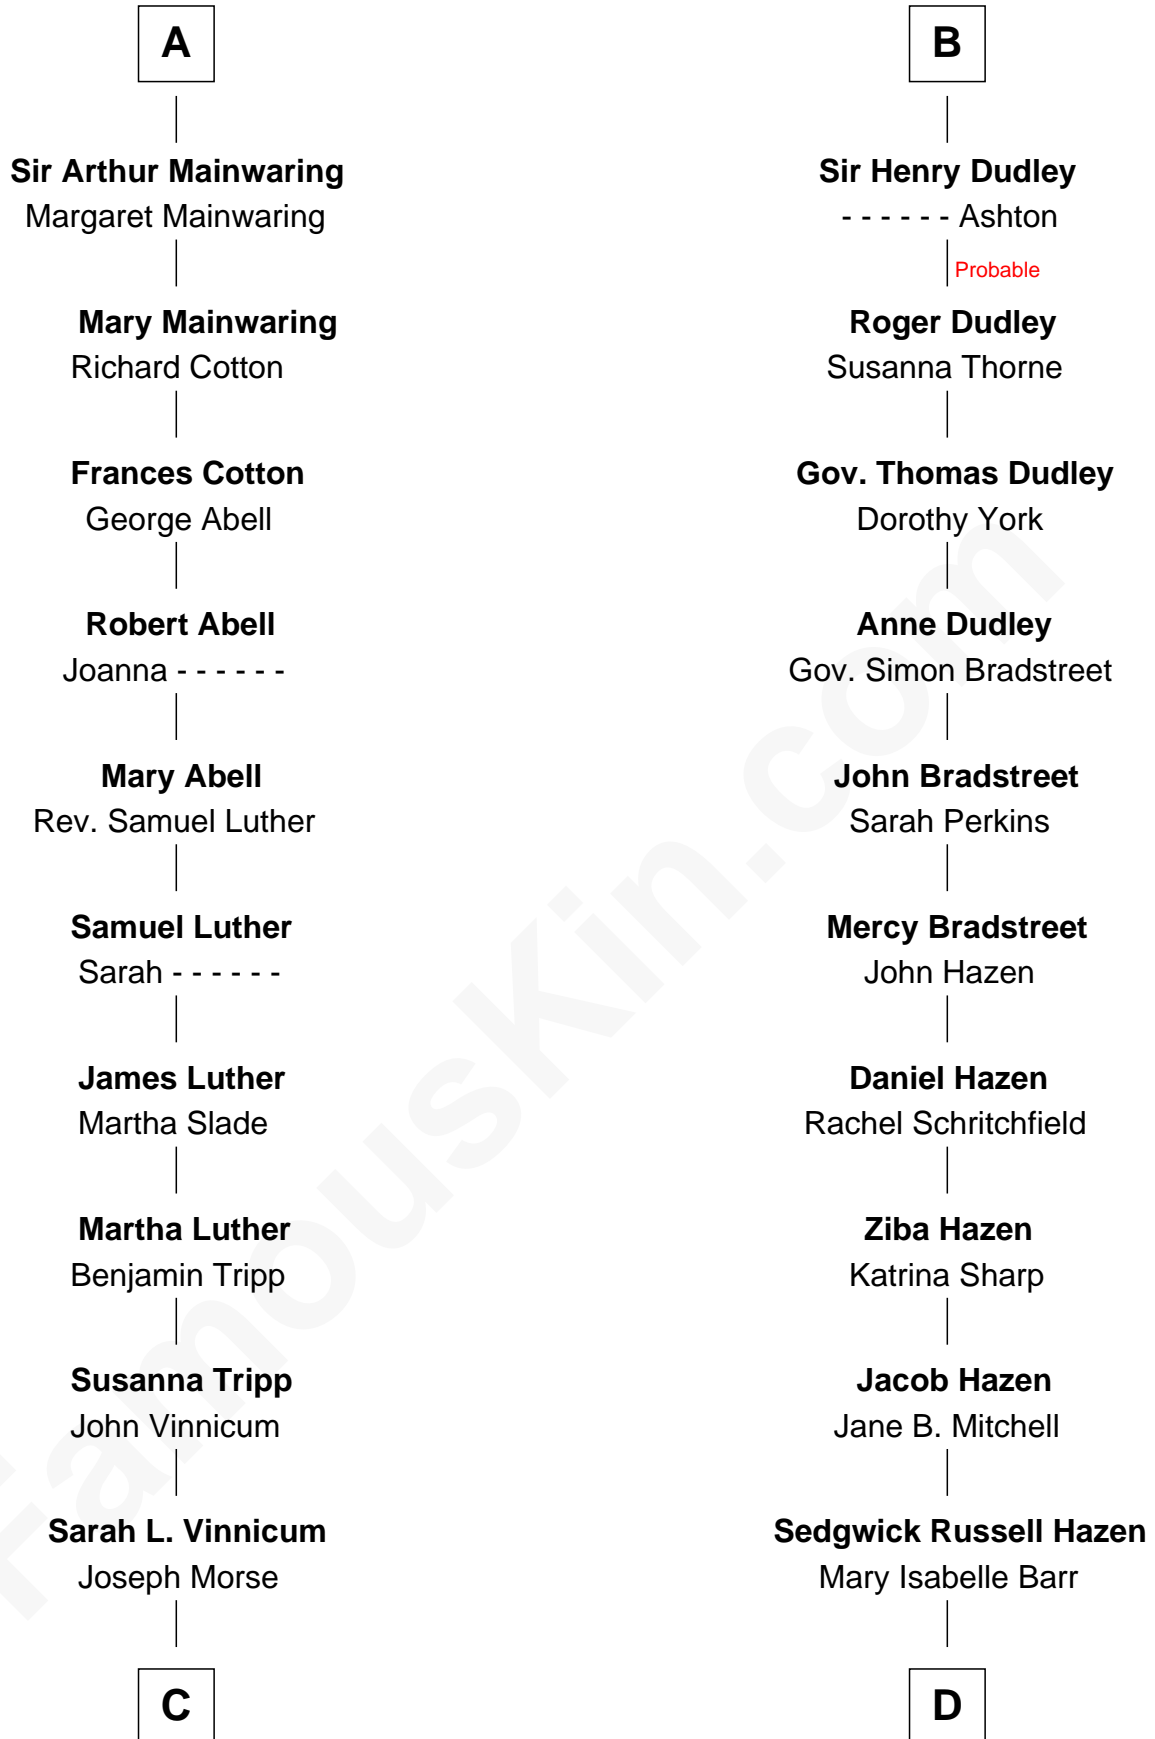 A
Sir Arthur Mainwaring
Margaret Mainwaring
Mary Mainwaring
Richard Cotton
Frances Cotton
George Abell
Robert Abell
Joanna - - - - - -
Mary Abell
Rev. Samuel Luther
Samuel Luther
Sarah - - - - - -
James Luther
Martha Slade
Martha Luther
Benjamin Tripp
Susanna Tripp
John Vinnicum
Sarah L. Vinnicum
Joseph Morse
C
B
Sir Henry Dudley
- - - - - - Ashton
Probable
Roger Dudley
Susanna Thorne
Gov. Thomas Dudley
Dorothy York
Anne Dudley
Gov. Simon Bradstreet
John Bradstreet
Sarah Perkins
Mercy Bradstreet
John Hazen
Daniel Hazen
Rachel Schritchfield
Ziba Hazen
Katrina Sharp
Jacob Hazen
Jane B. Mitchell
Sedgwick Russell Hazen
Mary Isabelle Barr
D
FamousKin.com